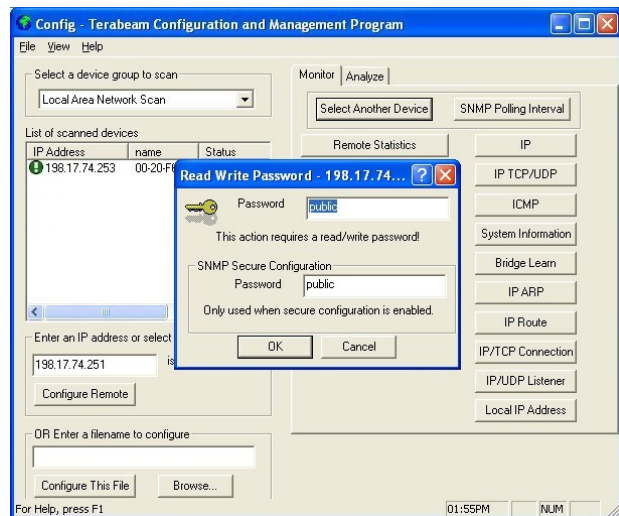 Config - Terabeam Configuration and Management Program
File View Help
Select a device group to scan
Local Area Network Scan
List of scanned devices
IP Address name Status
198.17.74.253
Enter an IP address or select
198.17.74.251
Configure Remote
OR Enter a filename to configure
Configure This File Browse...
For Help, press F1
Monitor Analyze
Select Another Device SNMP Polling Interval
Remote Statistics
IP
IP TCP/UDP
ICMP
System Information
Bridge Learn
IP ARP
IP Route
IP/TCP Connection
IP/UDP Listener
Local IP Address
Read Write Password - 198.17.74...
Password public
This action requires a read/write password!
SNMP Secure Configuration
Password public
Only used when secure configuration is enabled.
OK Cancel
01:55PM NUM